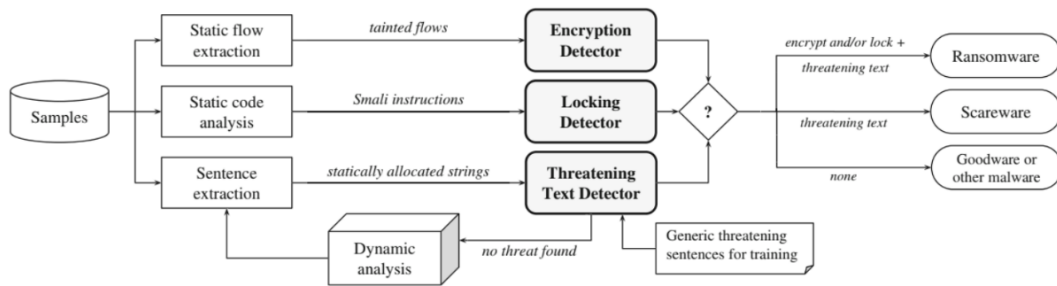 Samples
Static flow
extraction
tainted flows
Encryption
Detector
Static code
analysis
Smali instructions
Locking
Detector
Sentence
extraction
statically allocated strings
Threatening
Text Detector
Dynamic
analysis
no threat found
Generic threatening
sentences for training
?
encrypt and/or lock +
threatening text
Ransomware
threatening text
Scareware
none
Goodware or
other malware